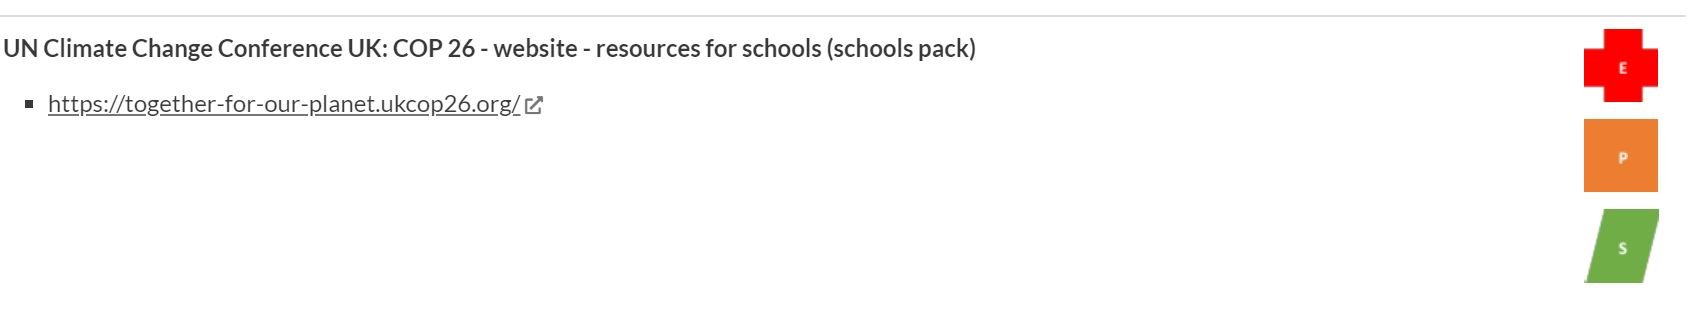 UN Climate Change Conference UK: COP 26 - website - resources for schools (schools pack)
https://together-for-our-planet.ukcop26.org/
E
P
S